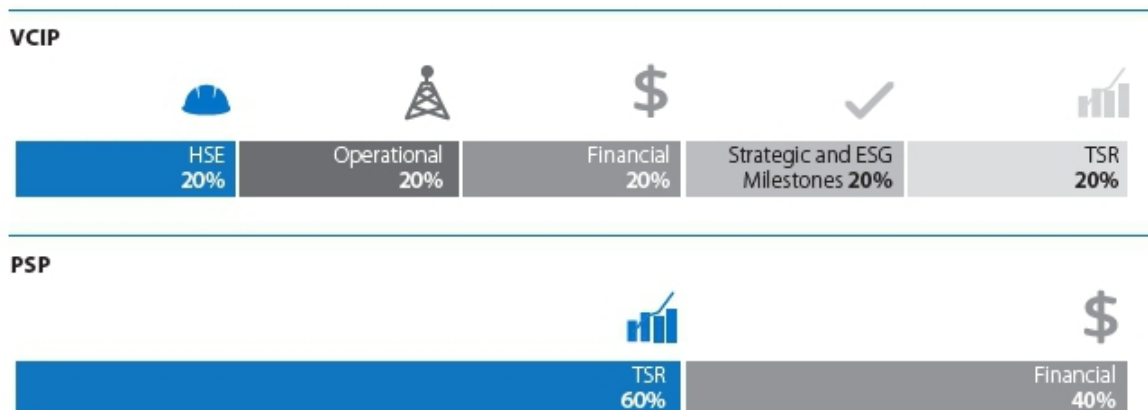 VCIP
$
HSE
20%
Operational
20%
Financial
20%
Strategic and ESG
Milestones 20%
TSR
20%
PSP
$
TSR
60%
Financial
40%